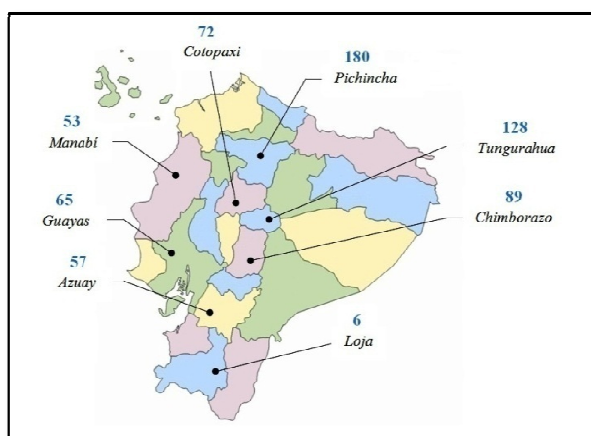 72
Cotopaxi
180
Pichincha
53
Manabí
128
Tungurahua
65
Guayas
89
Chimborazo
57
Azuay
6
Loja